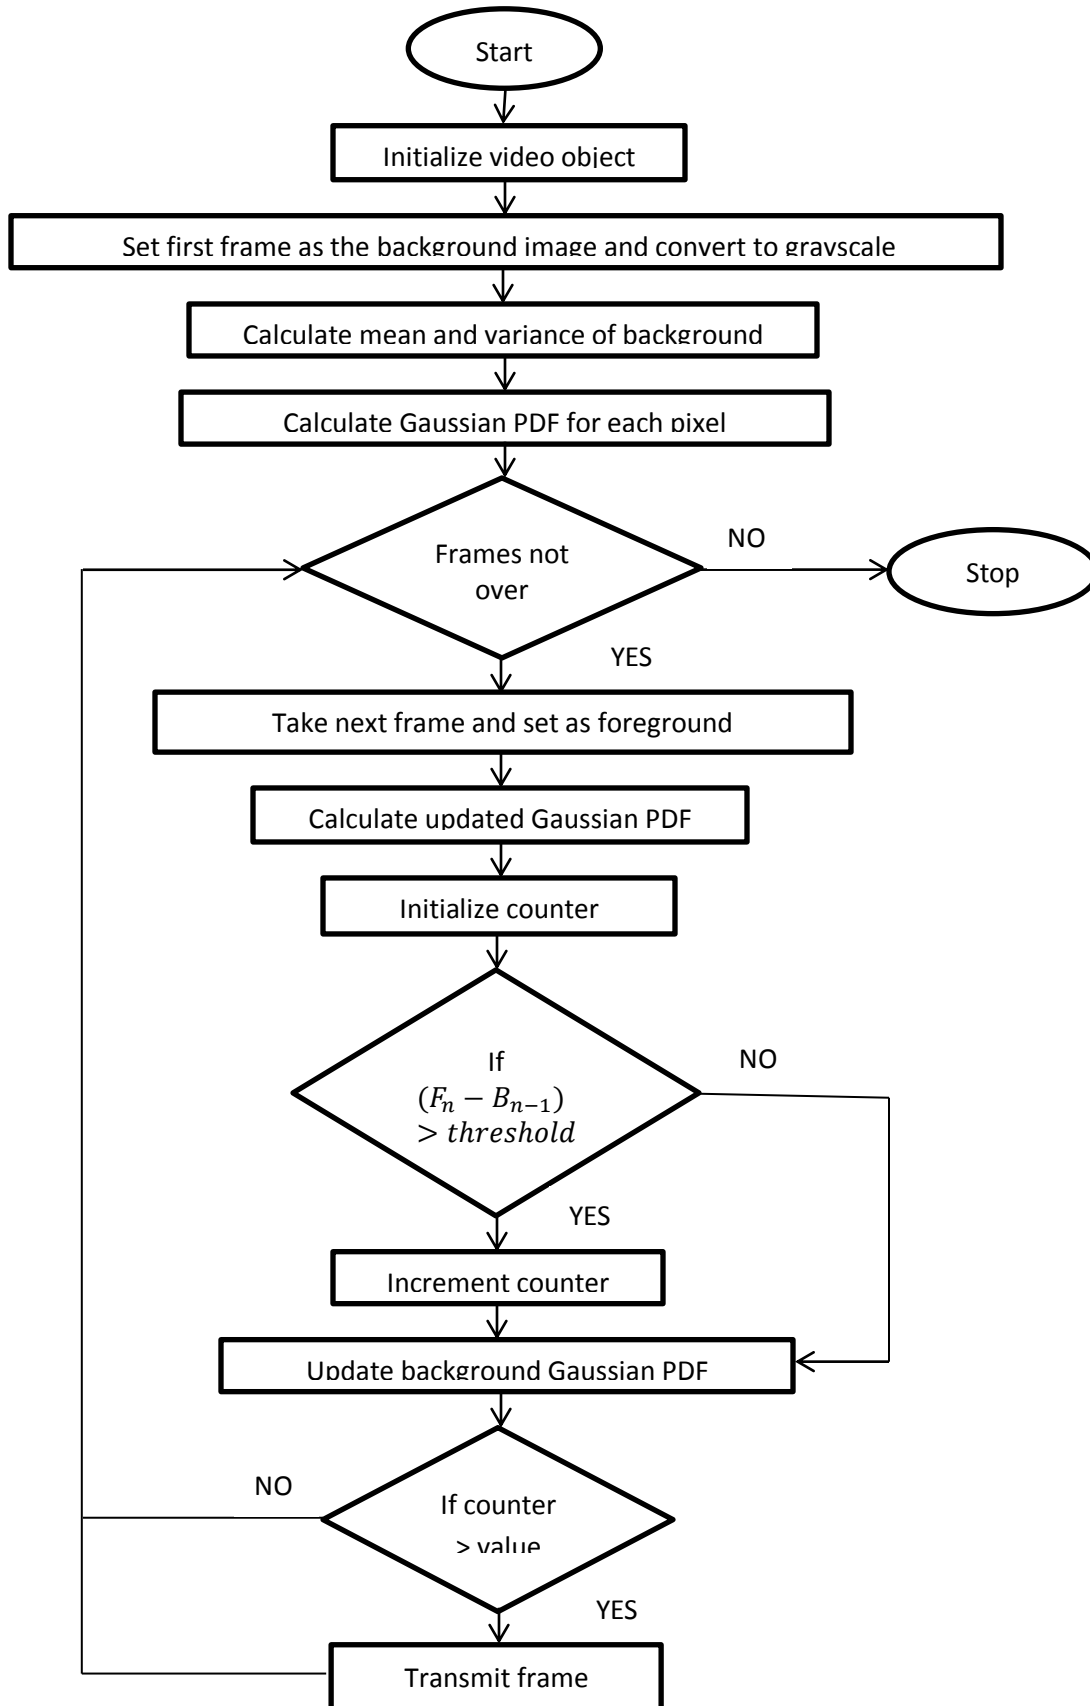 Start
Initialize video object
Set first frame as the background image and convert to grayscale
Calculate mean and variance of background
Calculate Gaussian PDF for each pixel
Frames not
over
NO
Stop
YES
Take next frame and set as foreground
Calculate updated Gaussian PDF
Initialize counter
If
(Fₙ − Bₙ₋₁)
> threshold
NO
YES
Increment counter
Update background Gaussian PDF
NO
If counter
> value
YES
Transmit frame